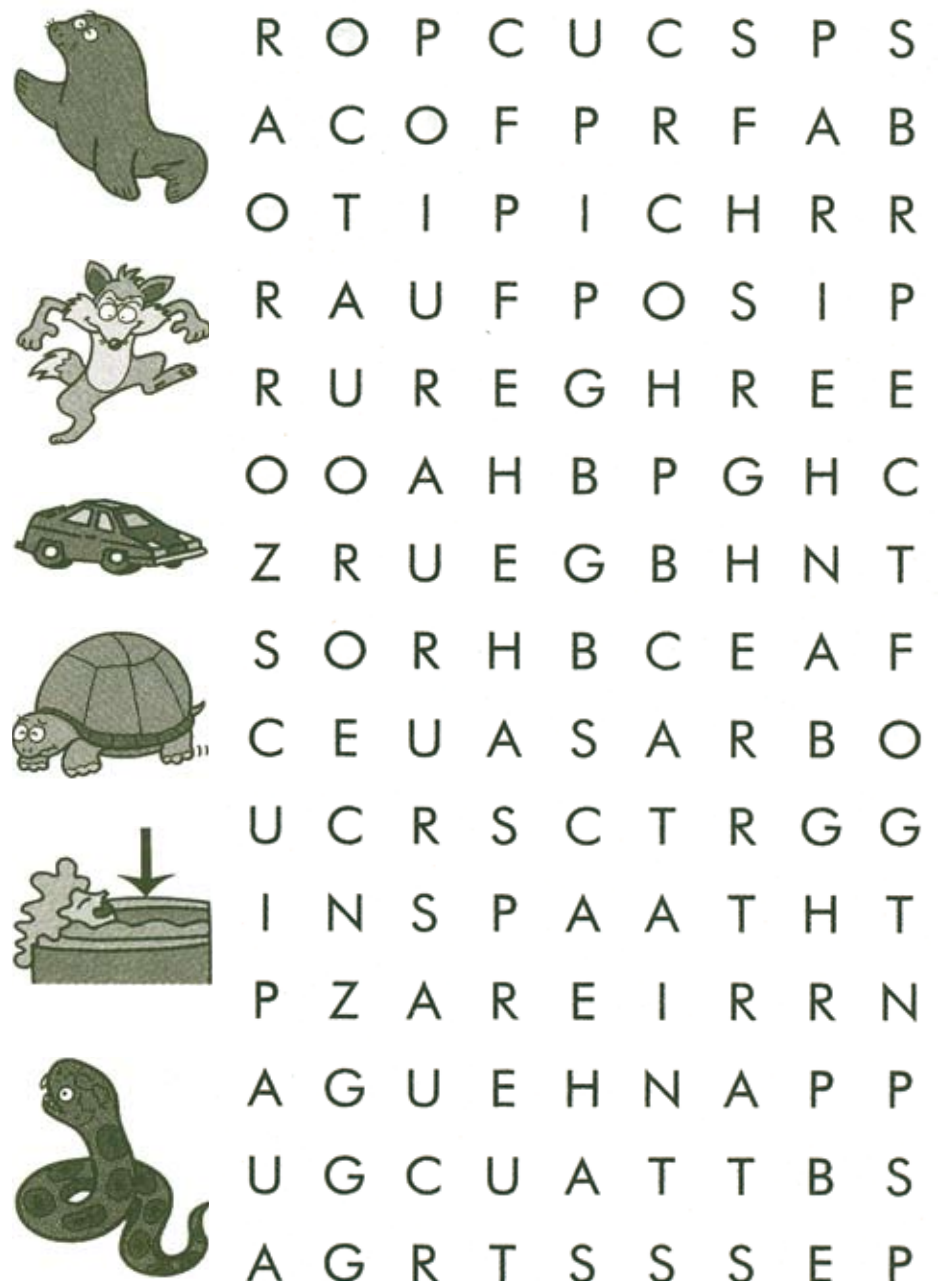 R O P C U C S P S
A C O F P R F A B
O T I P I C H R R
R A U F P O S I P
R U R E G H R E E
O O A H B P G H C
Z R U E G B H N T
S O R H B C E A F
C E U A S A R B O
U C R S C T R G G
I N S P A A T H T
P Z A R E I R R N
A G U E H N A P P
U G C U A T T B S
A G R T S S S E P